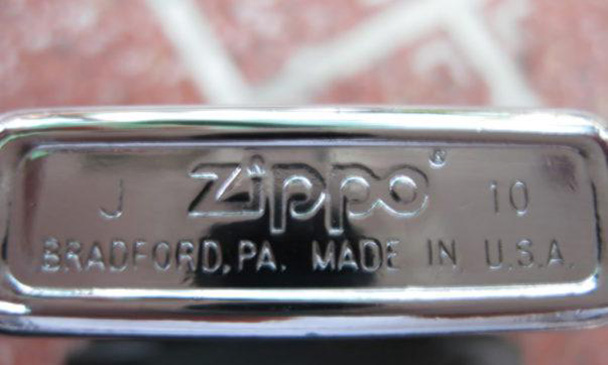 J Zippo® 10
BRADFORD, PA. MADE IN U.S.A.